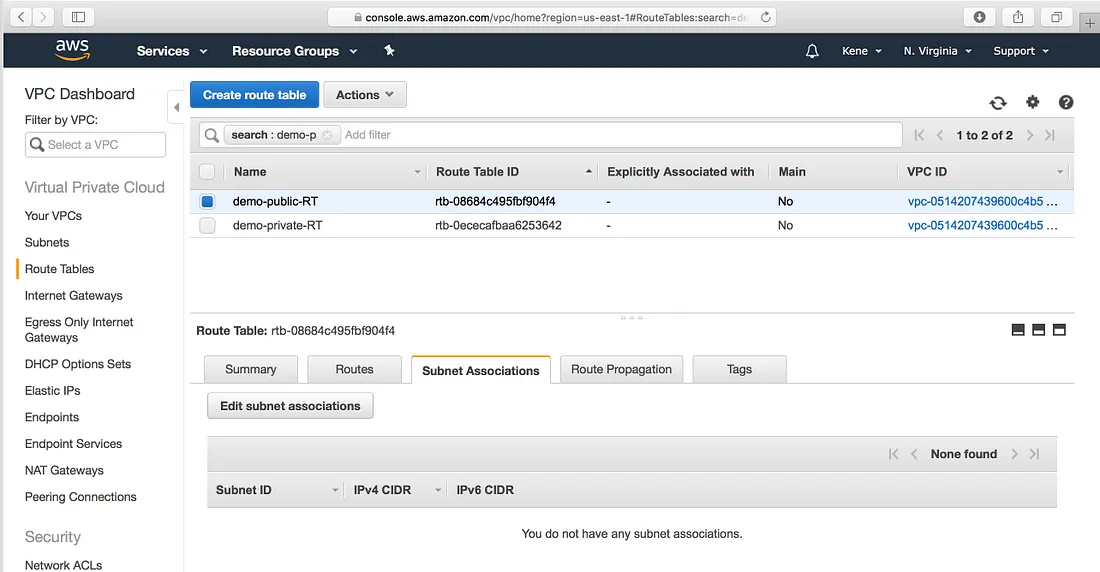 console.aws.amazon.com/vpc/home?region=us-east-1#RouteTables:search=de
aws Services Resource Groups Kene N. Virginia Support
VPC Dashboard
Filter by VPC:
Select a VPC
Virtual Private Cloud
Your VPCs
Subnets
Route Tables
Internet Gateways
Egress Only Internet
Gateways
DHCP Options Sets
Elastic IPs
Endpoints
Endpoint Services
NAT Gateways
Peering Connections
Security
Network ACLs
Create route table Actions
search : demo-p Add filter 1 to 2 of 2
Name Route Table ID Explicitly Associated with Main VPC ID
demo-public-RT rtb-08684c495fbf904f4 - No vpc-0514207439600c4b5 ...
demo-private-RT rtb-0ececafbaa6253642 - No vpc-0514207439600c4b5 ...
Route Table: rtb-08684c495fbf904f4
Summary Routes Subnet Associations Route Propagation Tags
Edit subnet associations
None found
Subnet ID IPv4 CIDR IPv6 CIDR
You do not have any subnet associations.